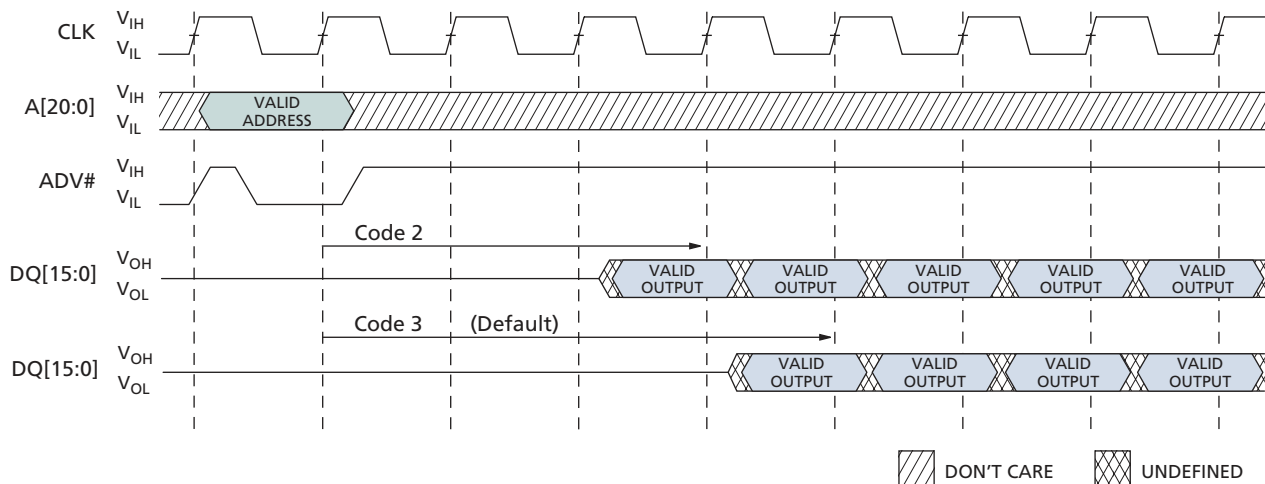 CLK
VIH
VIL
A[20:0]
VIH
VIL
VALID
ADDRESS
ADV#
VIH
VIL
Code 2
DQ[15:0]
VOH
VOL
VALID
OUTPUT
VALID
OUTPUT
VALID
OUTPUT
VALID
OUTPUT
VALID
OUTPUT
Code 3 (Default)
DQ[15:0]
VOH
VOL
VALID
OUTPUT
VALID
OUTPUT
VALID
OUTPUT
VALID
OUTPUT
DON'T CARE
UNDEFINED